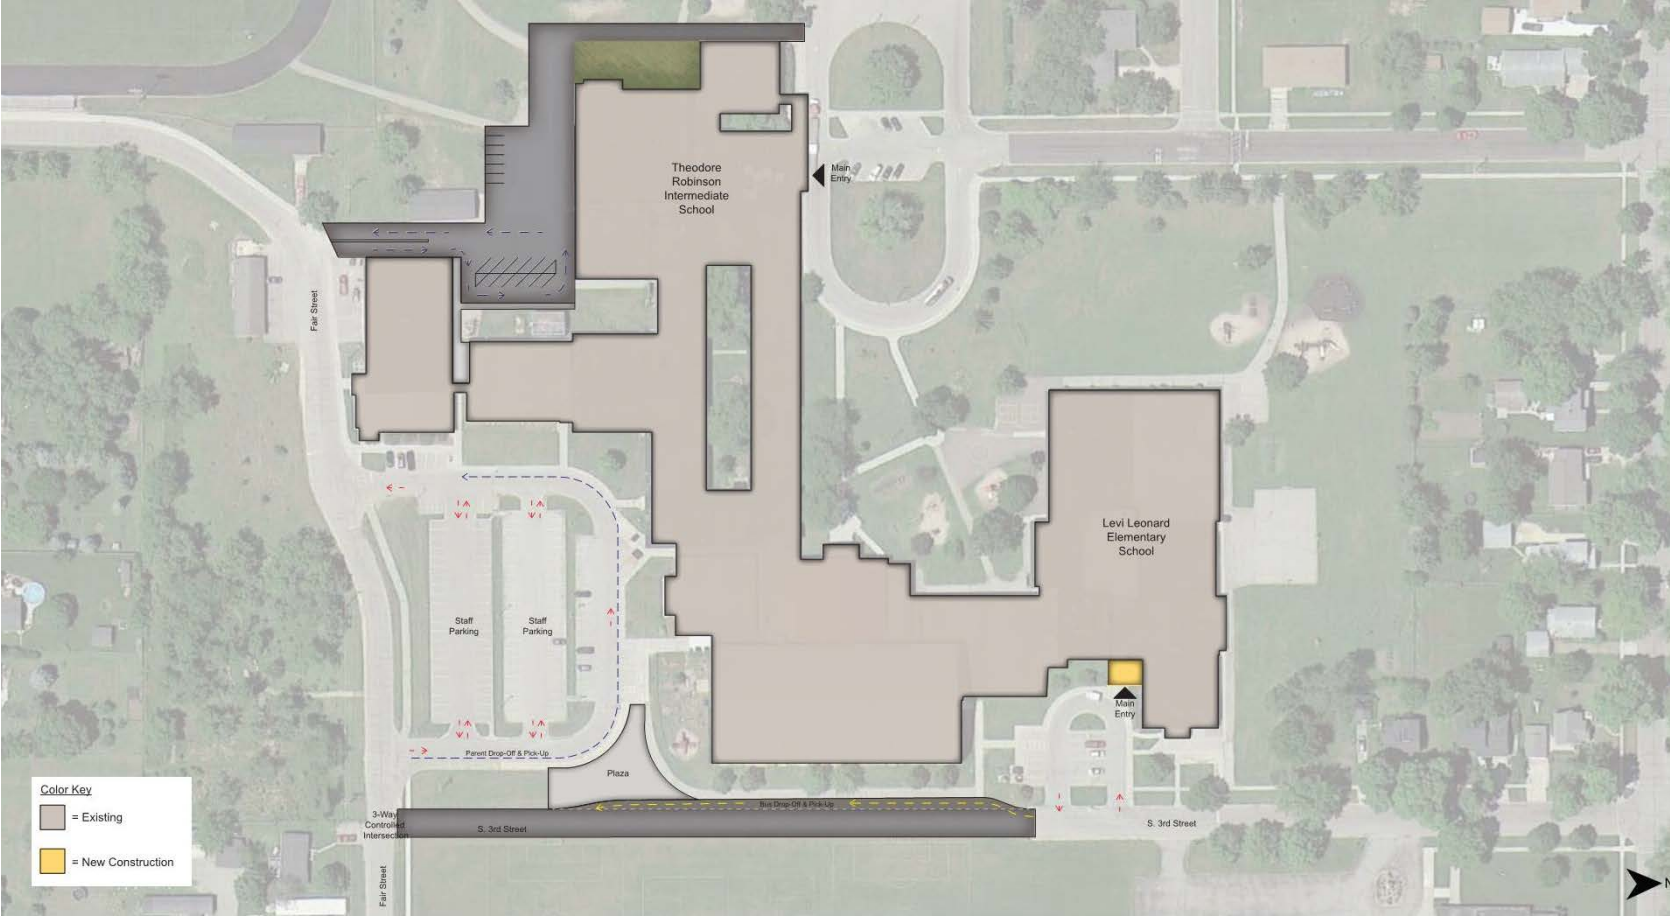 Theodore
Robinson
Intermediate
School
Main
Entry
Fair Street
Levi Leonard
Elementary
School
Staff
Parking
Staff
Parking
Main
Entry
Parent Drop-Off & Pick-Up
Plaza
Bus Drop-Off & Pick-Up
3-Way
Controlled
Intersection
S. 3rd Street
S. 3rd Street
Fair Street
Color Key
= Existing
= New Construction
N